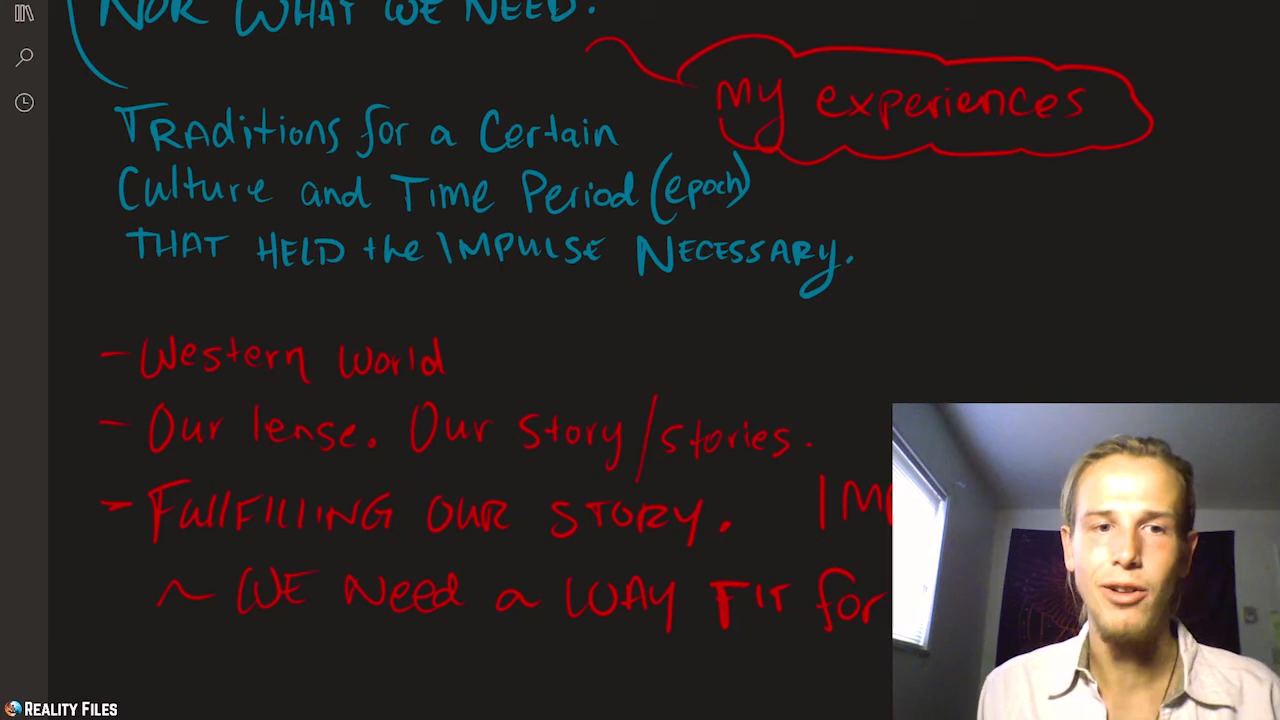 NOR WHAT WE NEED.
My experiences
TRADITIONS for a Certain
Culture and TIME PERIOD (epoch)
THAT HELD the IMPULSE NECESSARY.
- Western World
- Our lense. Our story/stories.
- FULFILLING OUR STORY.
~ WE NEED a WAY FIT for
REALITY FILES